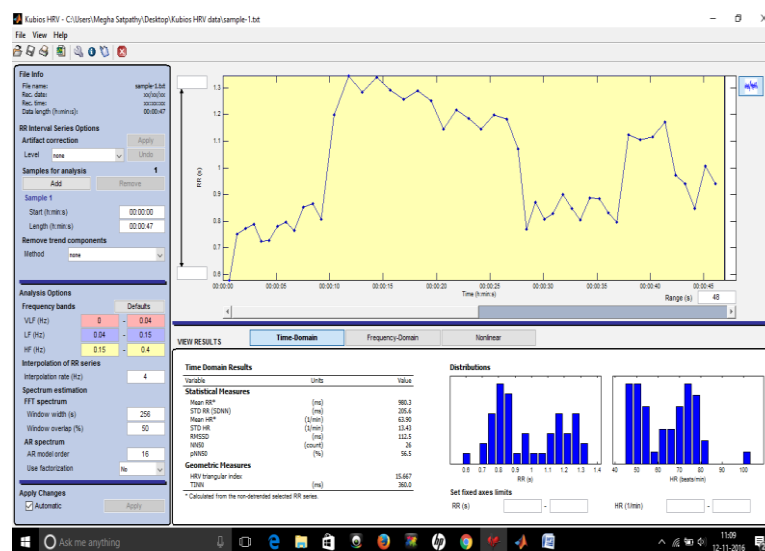 Kubios HRV - C:\Users\Megha Satpathy\Desktop\Kubios HRV data\sample-1.txt
File View Help
File Info
File name: sample-1.txt
Rec. date: xx/xx/xx
Rec. time: xx:xx:xx
Data length (h:min:s): 00:00:47
RR Interval Series Options
Artifact correction Apply
Level none Undo
Samples for analysis 1
Add Remove
Sample 1
Start (h:min:s) 00:00:00
Length (h:min:s) 00:00:47
Remove trend components
Method none
Analysis Options
Frequency bands Defaults
VLF (Hz) 0 - 0.04
LF (Hz) 0.04 - 0.15
HF (Hz) 0.15 - 0.4
Interpolation of RR series
Interpolation rate (Hz) 4
Spectrum estimation
FFT spectrum
Window width (s) 256
Window overlap (%) 50
AR spectrum
AR model order 16
Use factorization No
Apply Changes
Automatic Apply
1.3
1.2
1.1
1
0.9
0.8
0.7
0.6
RR (s)
00:00:00 00:00:05 00:00:10 00:00:15 00:00:20 00:00:25 00:00:30 00:00:35 00:00:40 00:00:45
Time (h:min:s)
Range (s) 48
VIEW RESULTS Time-Domain Frequency-Domain Nonlinear
Time Domain Results
Variable Units Value
Statistical Measures
Mean RR* (ms) 980.3
STD RR (SDNN) (ms) 205.6
Mean HR* (1/min) 63.90
STD HR (1/min) 13.43
RMSSD (ms) 112.5
NN50 (count) 26
pNN50 (%) 56.5
Geometric Measures
HRV triangular index 15.667
TINN (ms) 360.0
* Calculated from the non-detrended selected RR series.
Distributions
0.6 0.7 0.8 0.9 1 1.1 1.2 1.3 1.4
RR (s)
40 50 60 70 80 90 100
HR (beats/min)
Set fixed axes limits
RR (s) - HR (1/min) -
Ask me anything
11:09
12-11-2016